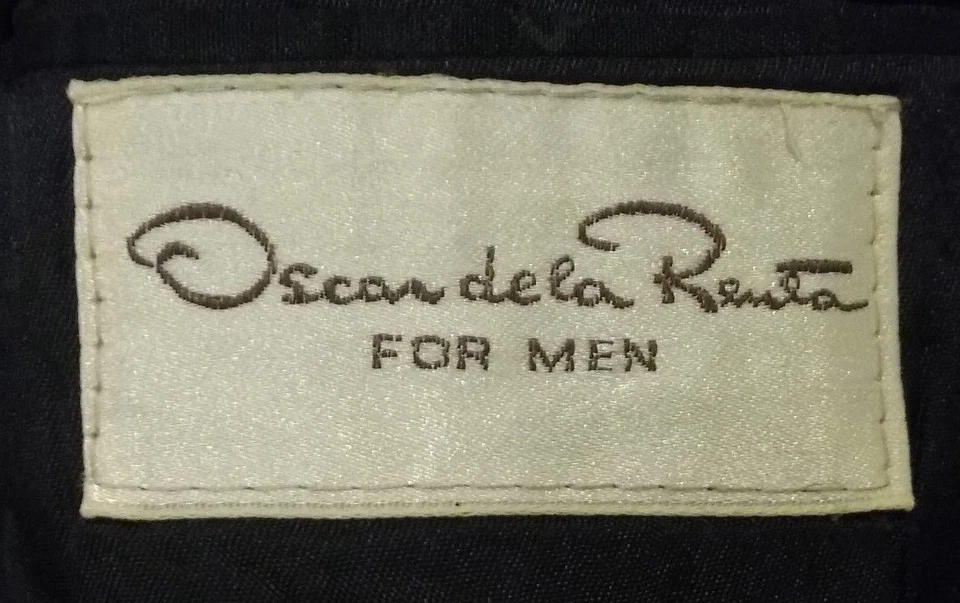 Oscar de la Renta
FOR MEN